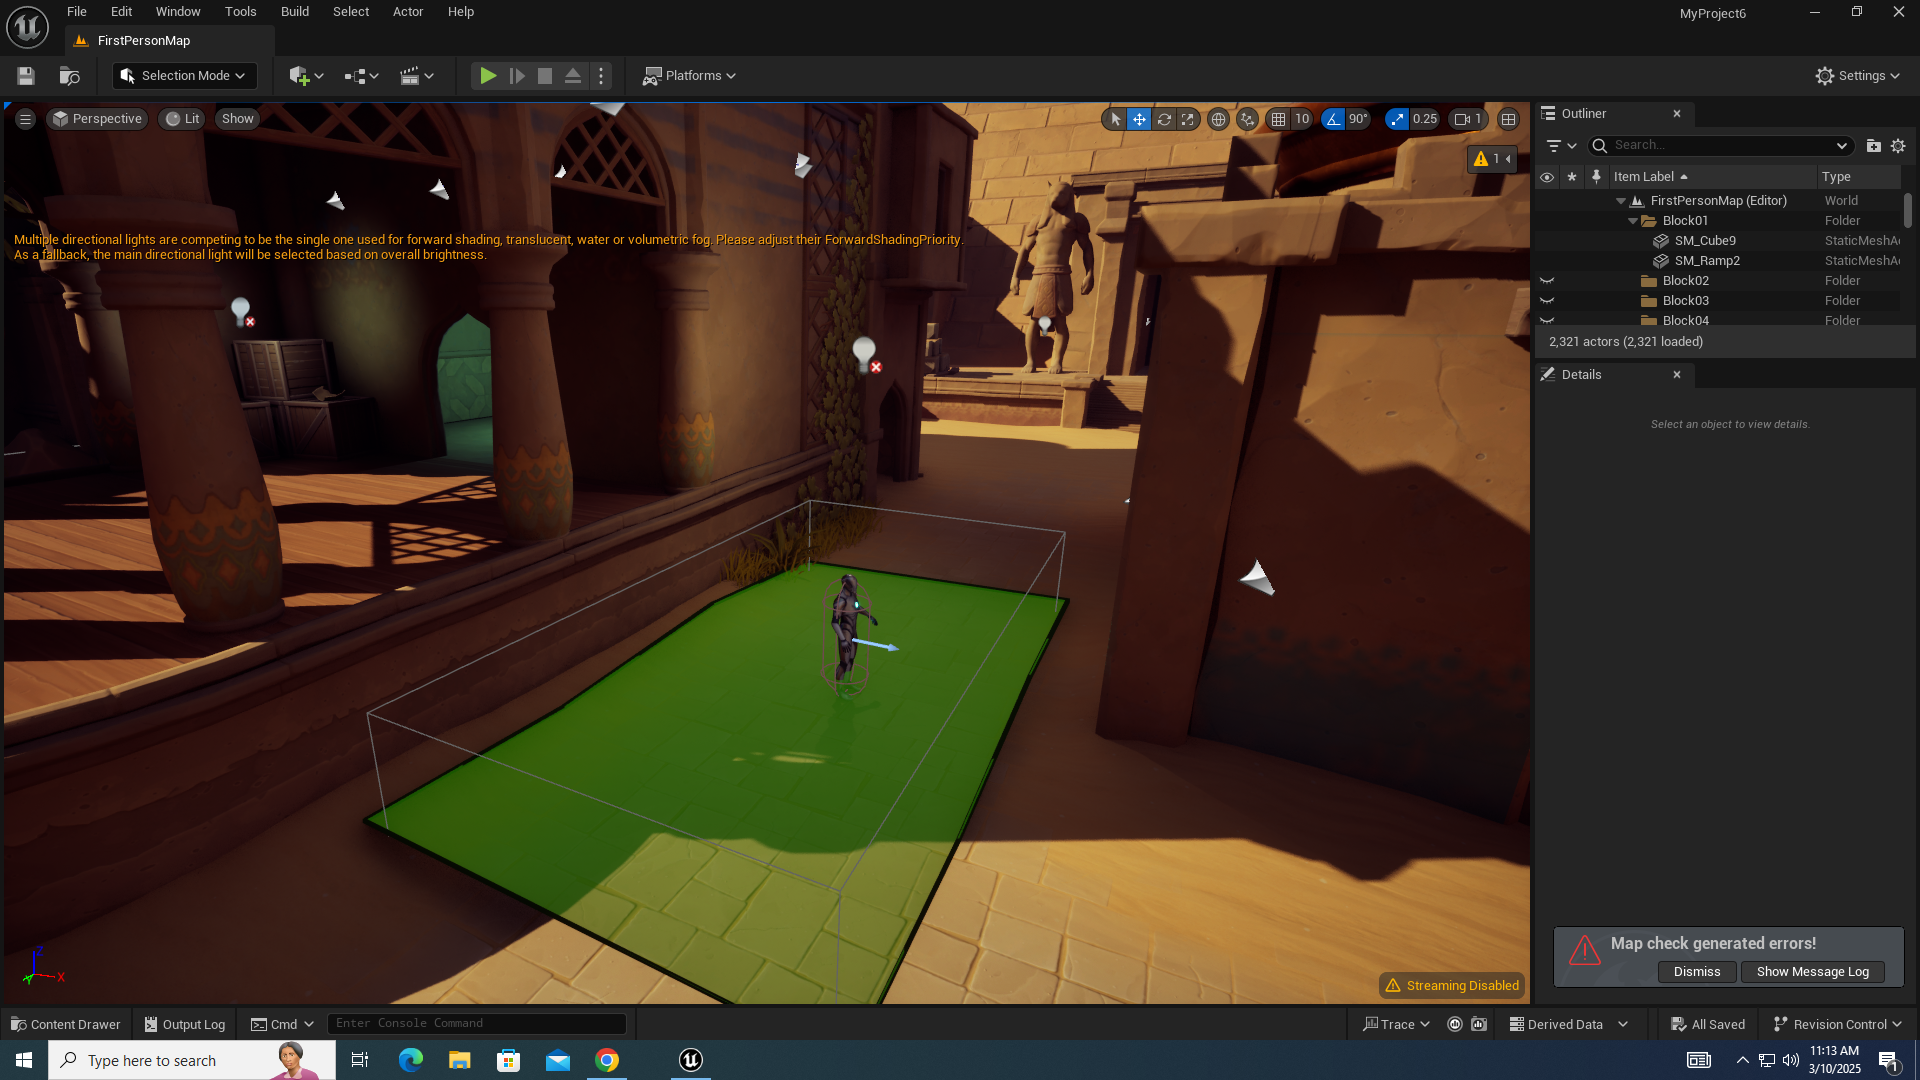 File Edit Window Tools Build Select Actor Help
MyProject6
FirstPersonMap
Selection Mode
Platforms
Settings
Perspective Lit Show
10 90° 0.25 1
1
Multiple directional lights are competing to be the single one used for forward shading, translucent, water or volumetric fog. Please adjust their ForwardShadingPriority.
As a fallback, the main directional light will be selected based on overall brightness.
Outliner
Search...
Item Label Type
FirstPersonMap (Editor) World
Block01 Folder
SM_Cube9 StaticMeshA
SM_Ramp2 StaticMeshA
Block02 Folder
Block03 Folder
Block04 Folder
2,321 actors (2,321 loaded)
Details
Select an object to view details.
Map check generated errors!
Dismiss Show Message Log
Streaming Disabled
Z
X
Y
Content Drawer Output Log Cmd Enter Console Command Trace Derived Data All Saved Revision Control
Type here to search
11:13 AM
3/10/2025
1